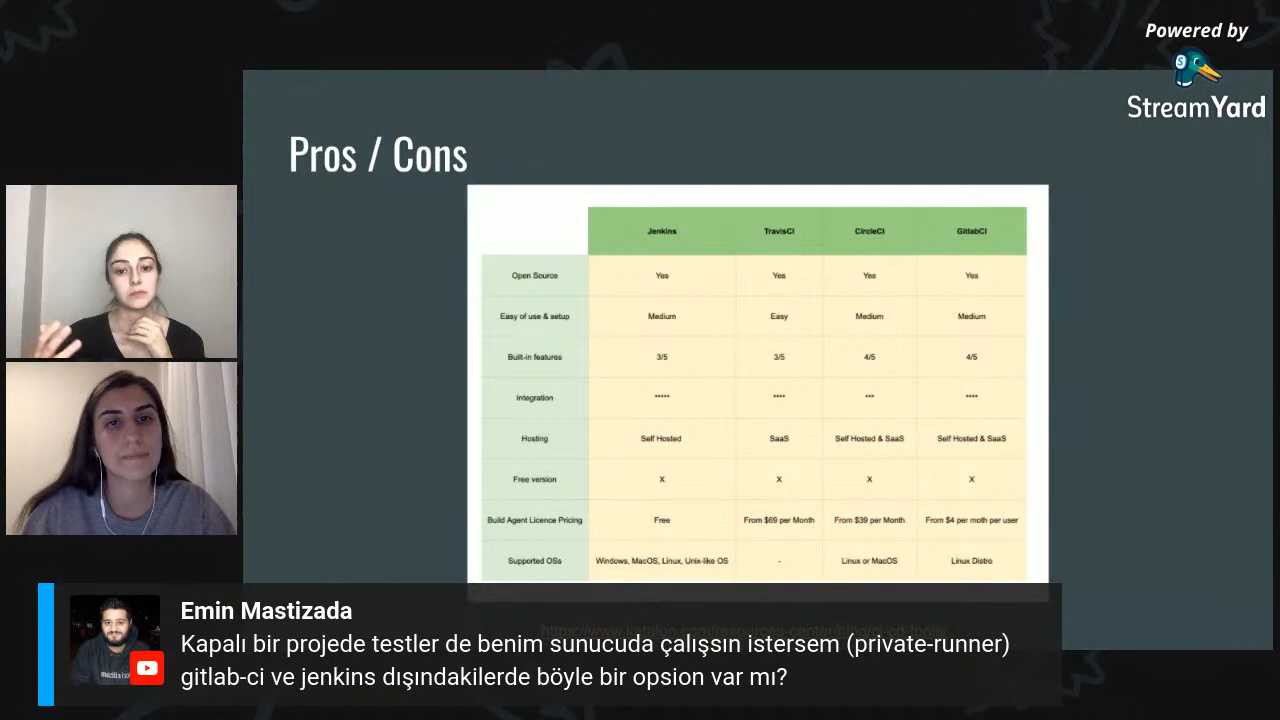 Powered by
StreamYard
Pros / Cons
Jenkins TravisCI CircleCI GitlabCI
Open Source Yes Yes Yes Yes
Easy of use & setup Medium Easy Medium Medium
Built-in features 3/5 3/5 4/5 4/5
Integration ***** **** *** ****
Hosting Self Hosted SaaS Self Hosted & SaaS Self Hosted & SaaS
Free version X X X X
Build Agent Licence Pricing Free From $69 per Month From $39 per Month From $4 per moth per user
Supported OSs Windows, MacOS, Linux, Unix-like OS - Linux or MacOS Linux Distro
Emin Mastizada
Kapalı bir projede testler de benim sunucuda çalışsın istersem (private-runner)
gitlab-ci ve jenkins dışındakilerde böyle bir opsion var mı?